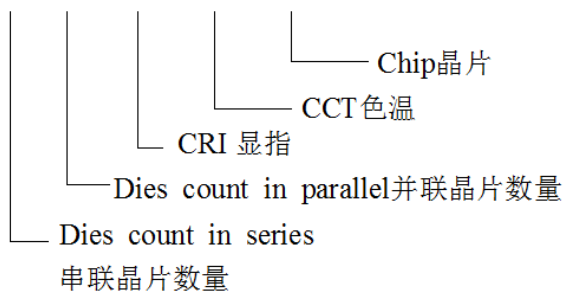 Chip晶片
CCT色温
CRI 显指
Dies count in parallel并联晶片数量
Dies count in series
串联晶片数量